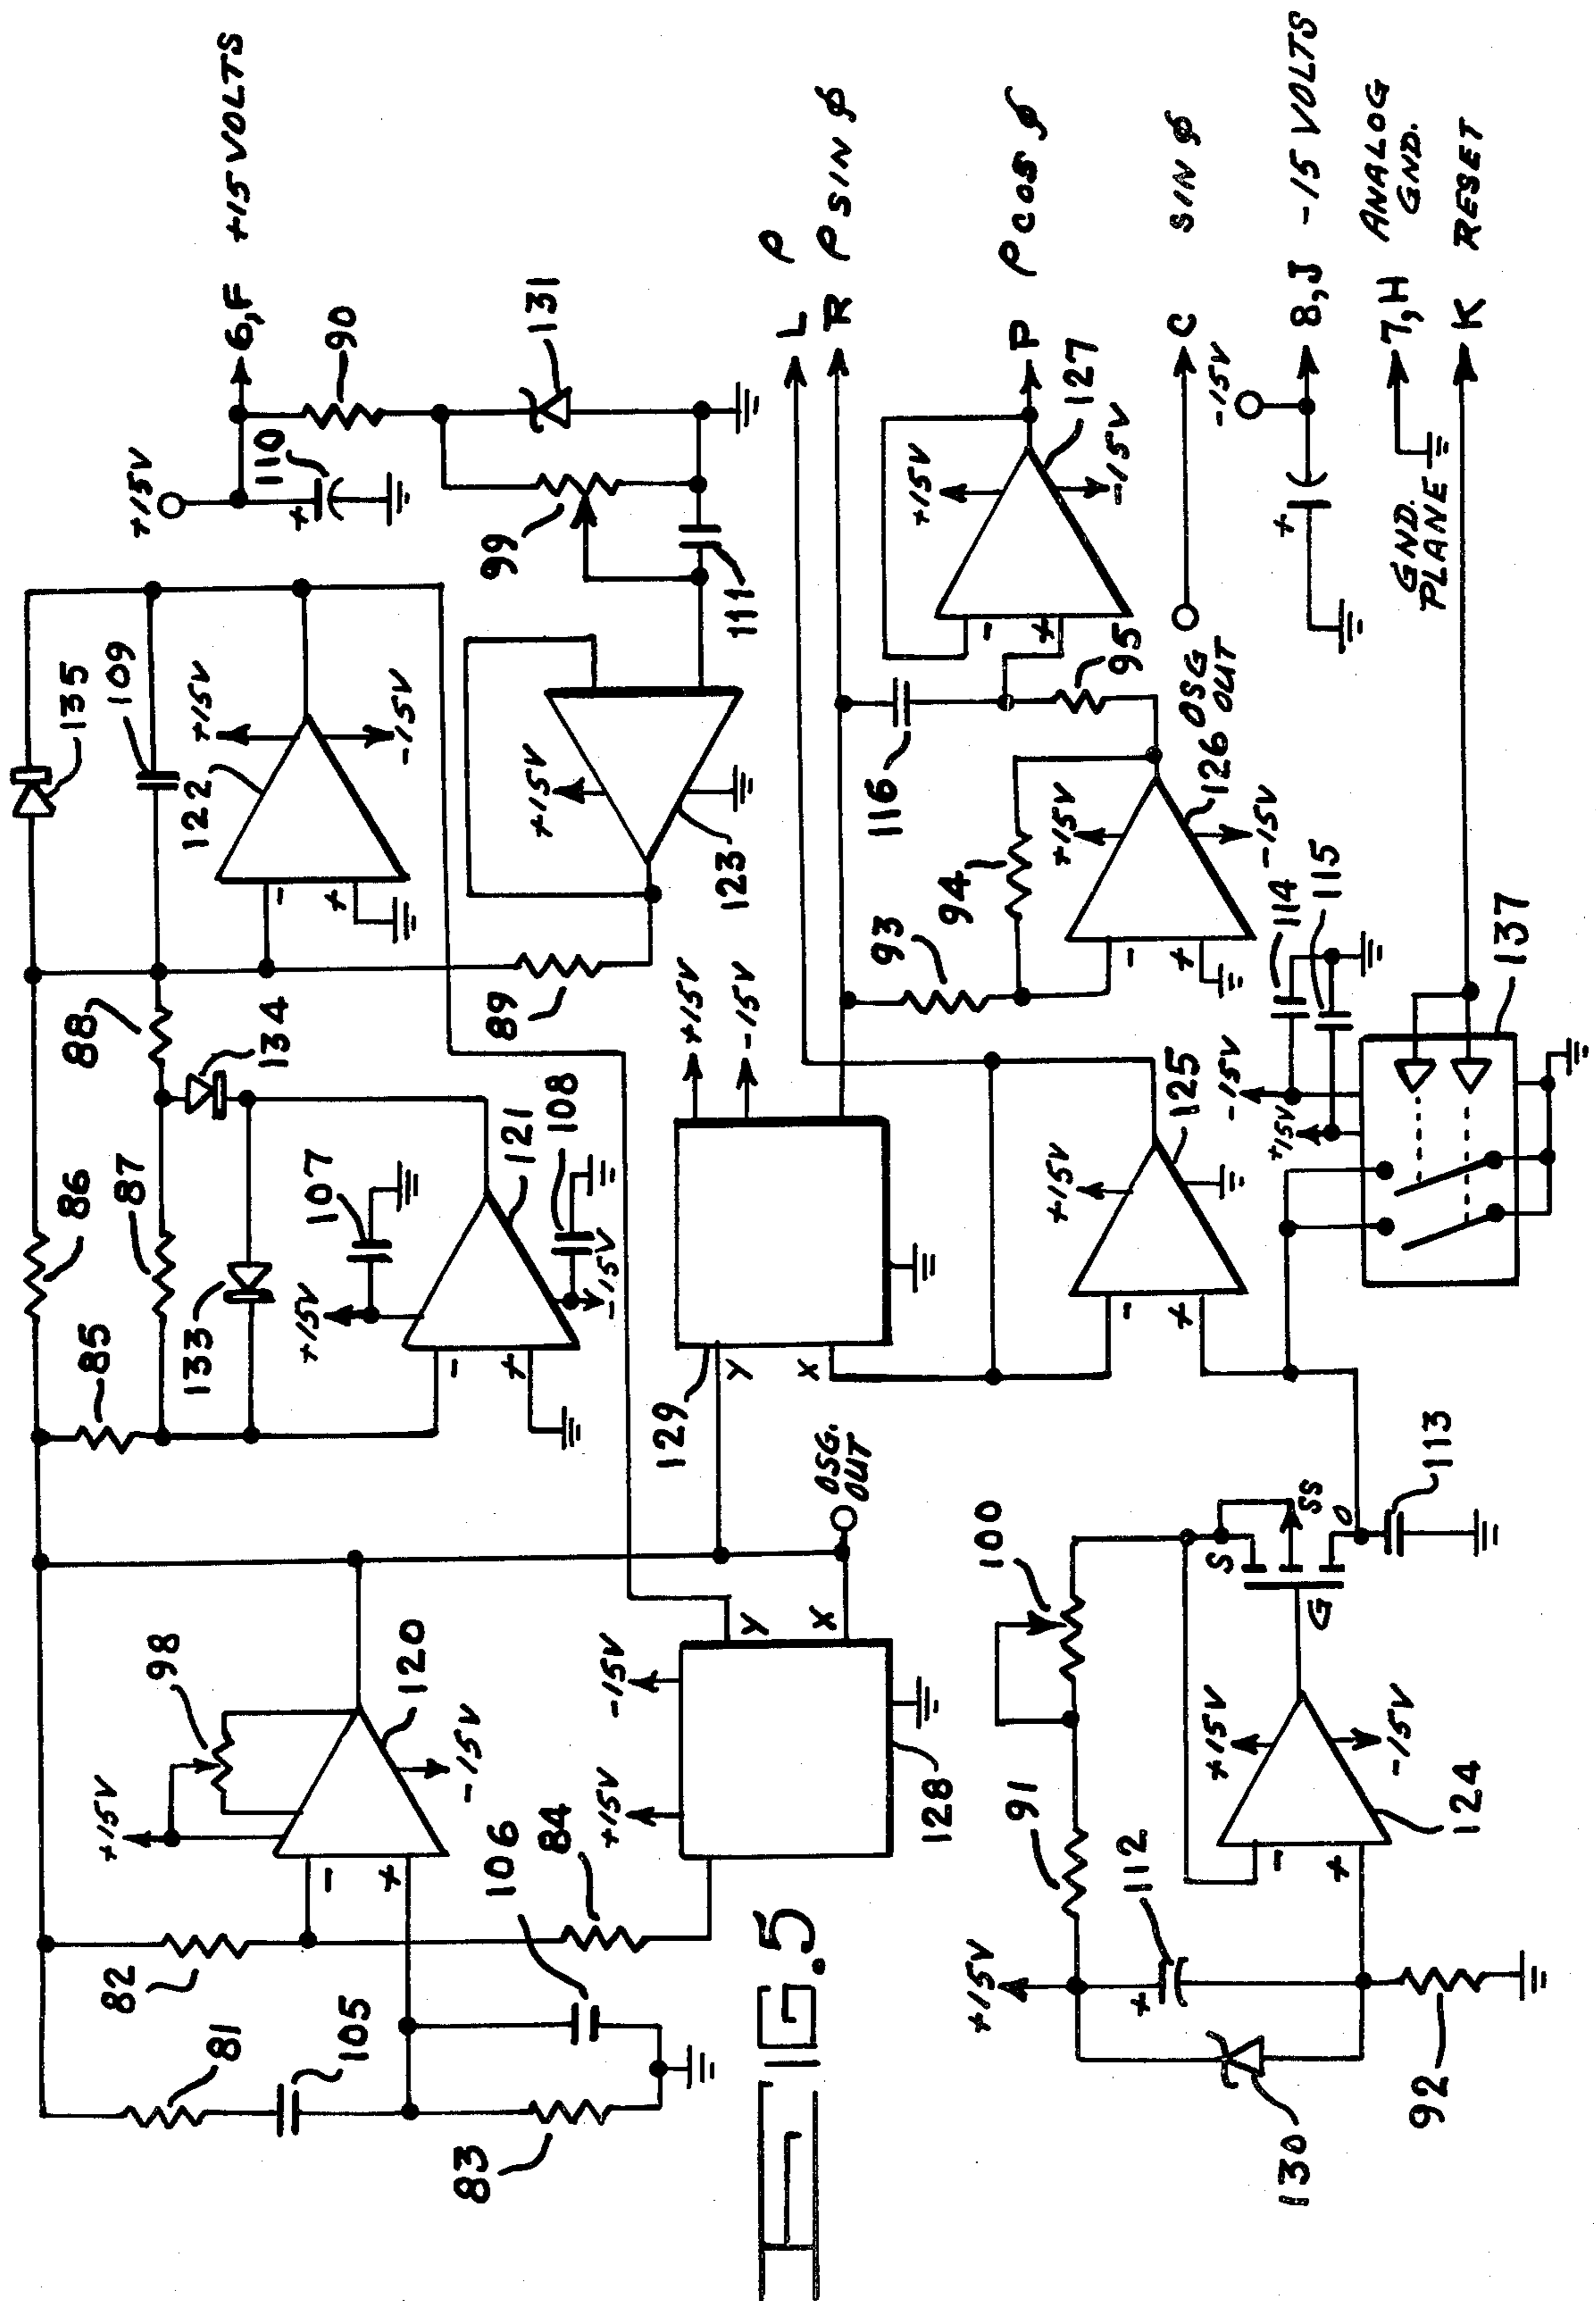 82
+15V
85
86
88
135
109
+15V
98
81
87
+15V
122
+15V
6,F +15VOLTS
133
134
110
105
-
+
120
+15V
107
-
+
-15V
90
83
106
-15V
-
+
121
108
-15V
89
99
131
84
+15V
-15V
+15V
123
111
FIG.5
128
Y
X
129
Y
X
+15V
-15V
L ρ
OSG.
OUT
R ρ SIN ϕ
116
93
94
+15V
-
+
127
-15V
P ρ COS ϕ
+15V
91
100
112
+15V
-
+
125
+15V
-
+
126
-15V
95
OSG
OUT
C SIN ϕ
-15V
130
+15V
-
+
124
-15V
S
G
SS
D
113
+15V
-15V
114
115
+
8,J -15 VOLTS
92
137
GND.
PLANE
7,H ANALOG
GND.
K RESET